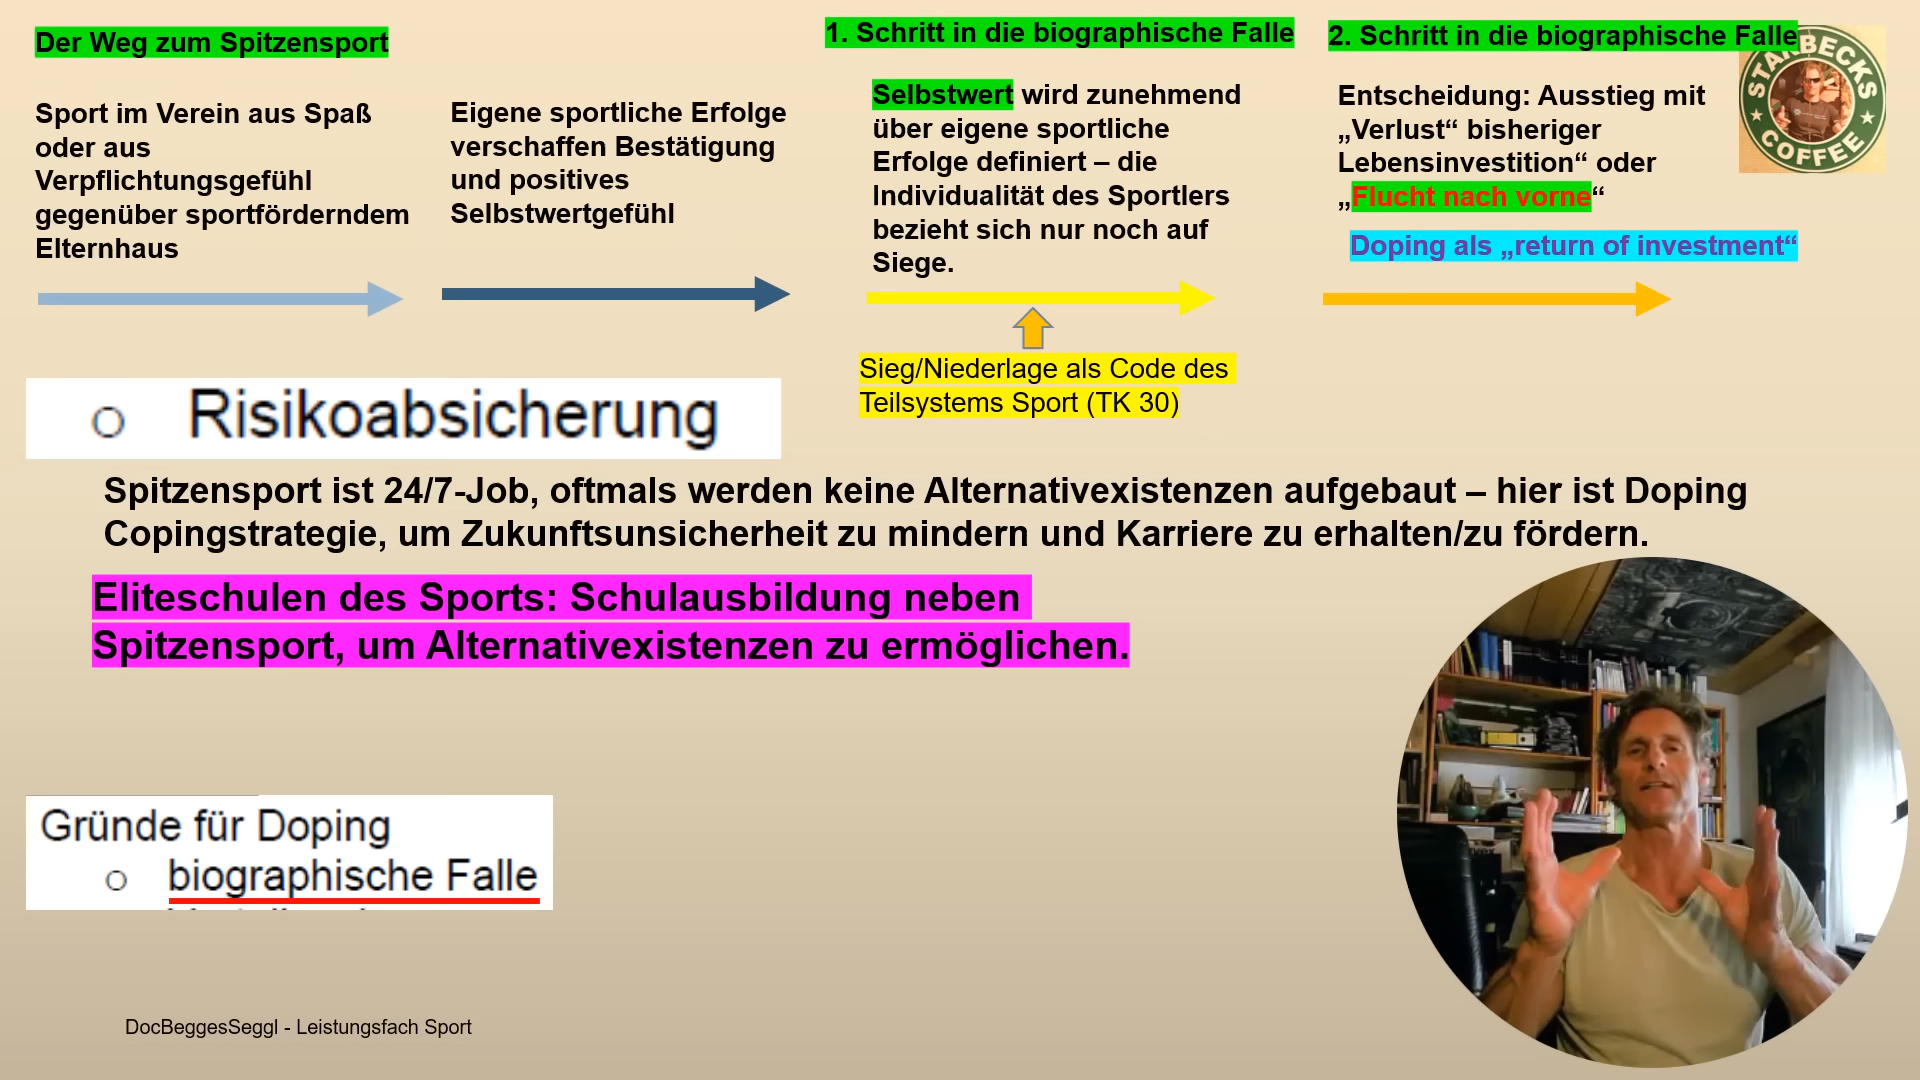 Der Weg zum Spitzensport
Sport im Verein aus Spaß
oder aus
Verpflichtungsgefühl
gegenüber sportförderndem
Elternhaus
Eigene sportliche Erfolge
verschaffen Bestätigung
und positives
Selbstwertgefühl
1. Schritt in die biographische Falle
Selbstwert wird zunehmend
über eigene sportliche
Erfolge definiert – die
Individualität des Sportlers
bezieht sich nur noch auf
Siege.
Sieg/Niederlage als Code des
Teilsystems Sport (TK 30)
2. Schritt in die biographische Falle
Entscheidung: Ausstieg mit
„Verlust“ bisheriger
Lebensinvestition“ oder
„Flucht nach vorne“
Doping als „return of investment“
STARBECKS
COFFEE
o Risikoabsicherung
Spitzensport ist 24/7-Job, oftmals werden keine Alternativexistenzen aufgebaut – hier ist Doping
Copingstrategie, um Zukunftsunsicherheit zu mindern und Karriere zu erhalten/zu fördern.
Eliteschulen des Sports: Schulausbildung neben
Spitzensport, um Alternativexistenzen zu ermöglichen.
Gründe für Doping
o biographische Falle
DocBeggesSeggl - Leistungsfach Sport